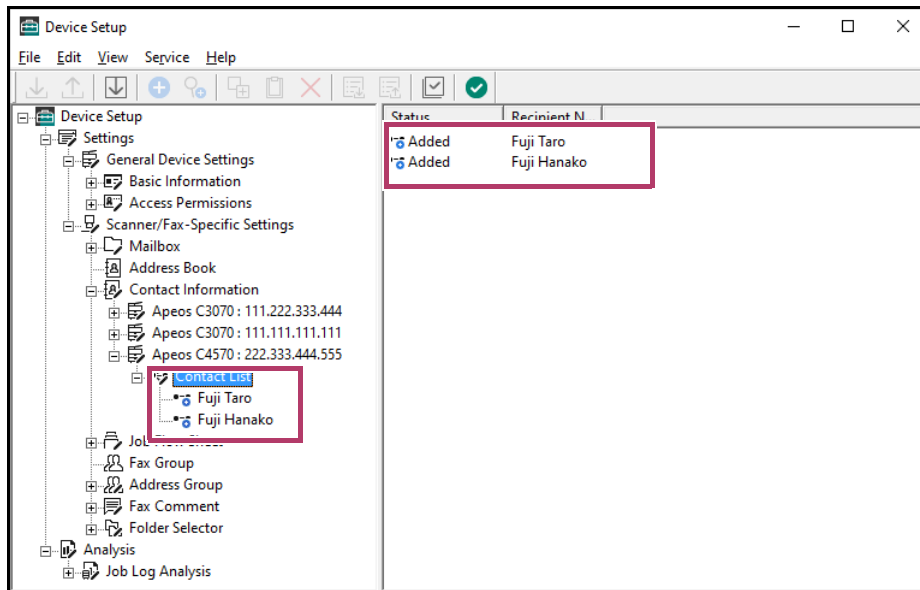 Device Setup
File Edit View Service Help
Device Setup
Settings
General Device Settings
Basic Information
Access Permissions
Scanner/Fax-Specific Settings
Mailbox
Address Book
Contact Information
Apeos C3070 : 111.222.333.444
Apeos C3070 : 111.111.111.111
Apeos C4570 : 222.333.444.555
Contact List
Fuji Taro
Fuji Hanako
Job
Fax Group
Address Group
Fax Comment
Folder Selector
Analysis
Job Log Analysis
Status Recipient N...
Added Fuji Taro
Added Fuji Hanako